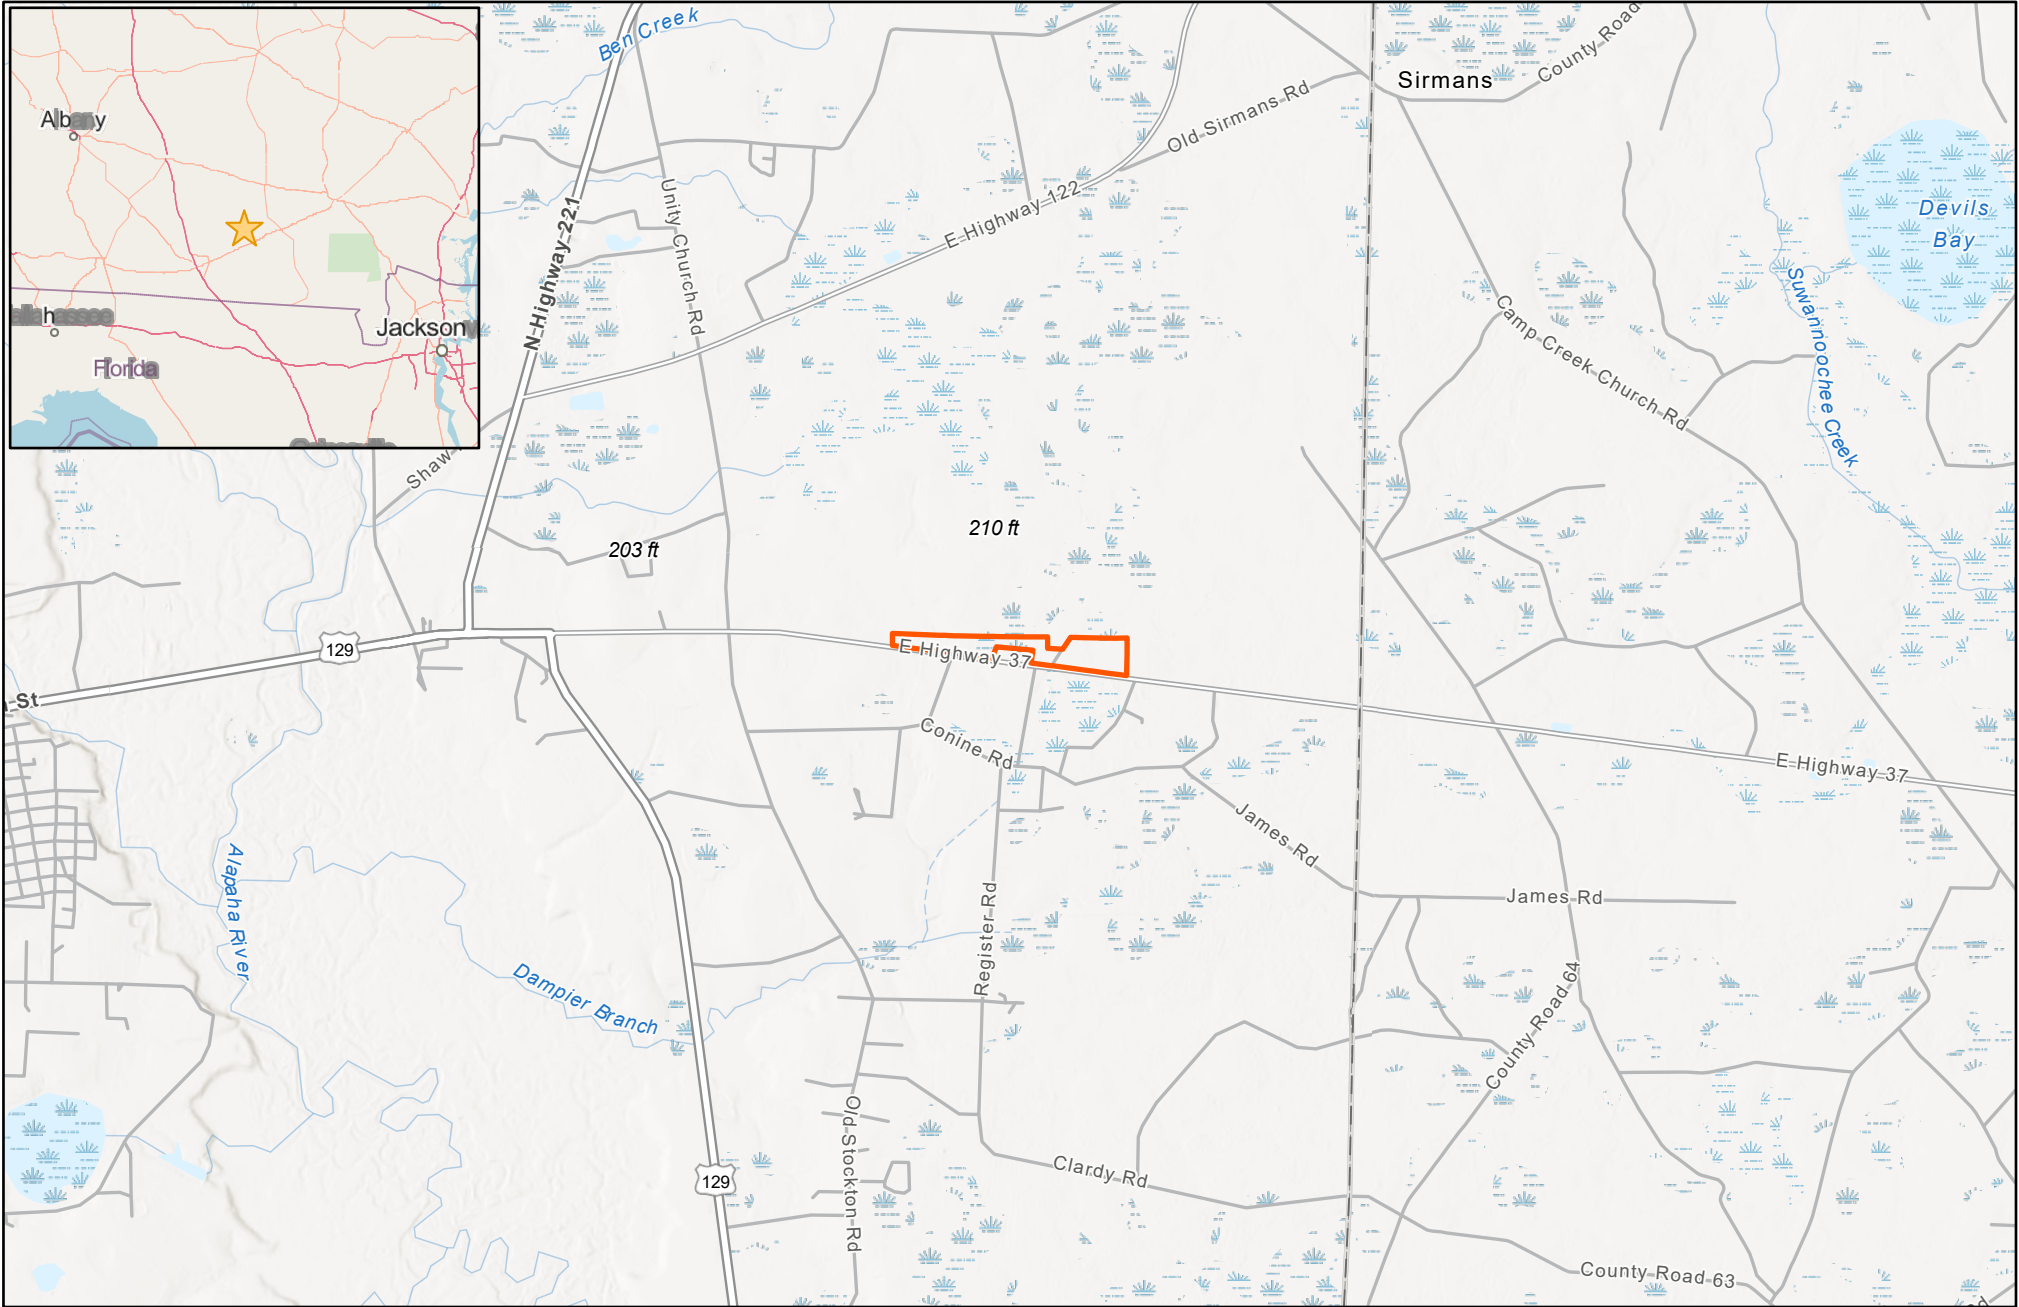 Ben Creek
County Road
Sirmans
Albany
Old Sirmans Rd
Unity Church Rd
E Highway 122
Devils
Bay
N Highway 221
Suwannoochee Creek
Jackson
Florida
Camp Creek Church Rd
Shaw
210 ft
203 ft
129
E Highway 37
St
Conine Rd
E Highway 37
James Rd
Alapaha River
James Rd
Register Rd
Dampier Branch
County Road 64
Old Stockton Rd
Clardy Rd
129
County Road 63